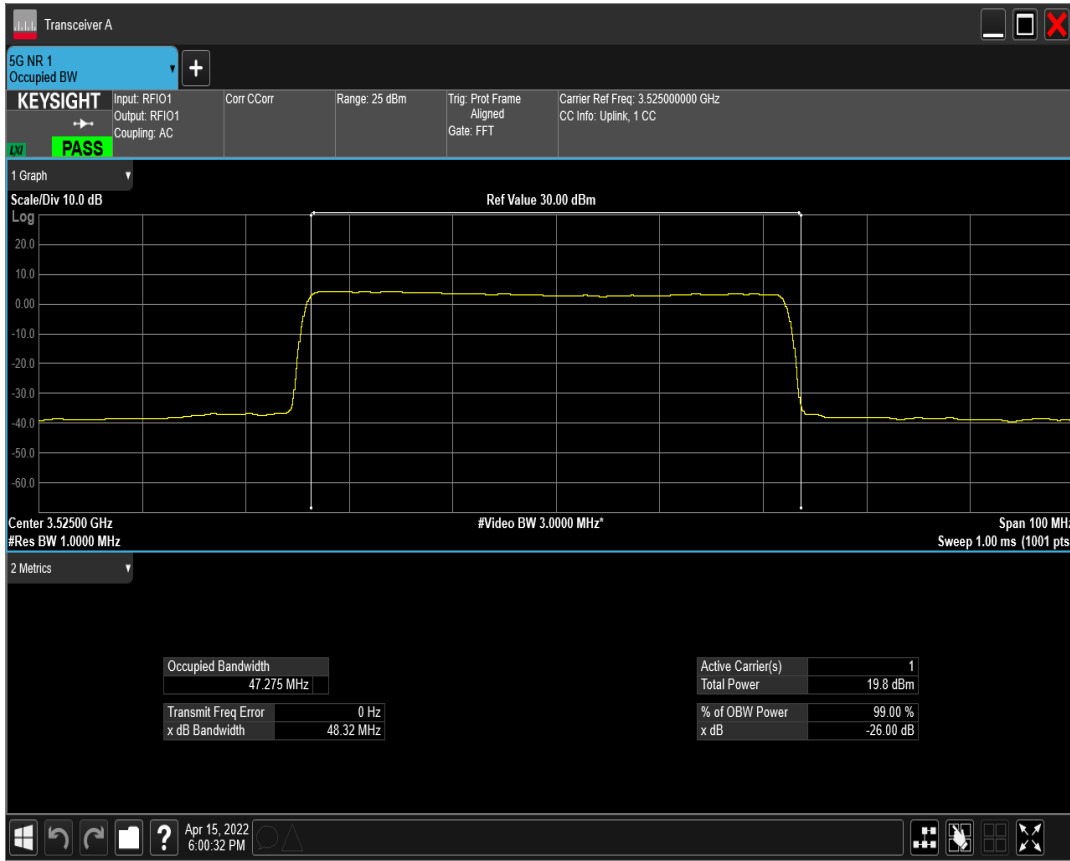 Transceiver A
5G NR 1
Occupied BW
KEYSIGHT
LXI
PASS
Input: RFIO1
Output: RFIO1
Coupling: AC
Corr CCorr
Range: 25 dBm
Trig: Prot Frame
Aligned
Gate: FFT
Carrier Ref Freq: 3.525000000 GHz
CC Info: Uplink, 1 CC
1 Graph
Scale/Div 10.0 dB
Ref Value 30.00 dBm
Log
20.0
10.0
0.00
-10.0
-20.0
-30.0
-40.0
-50.0
-60.0
Center 3.52500 GHz
#Video BW 3.0000 MHz*
Span 100 MHz
#Res BW 1.0000 MHz
Sweep 1.00 ms (1001 pts
2 Metrics
Occupied Bandwidth
47.275 MHz
Transmit Freq Error 0 Hz
x dB Bandwidth 48.32 MHz
Active Carrier(s) 1
Total Power 19.8 dBm
% of OBW Power 99.00 %
x dB -26.00 dB
?
Apr 15, 2022
6:00:32 PM